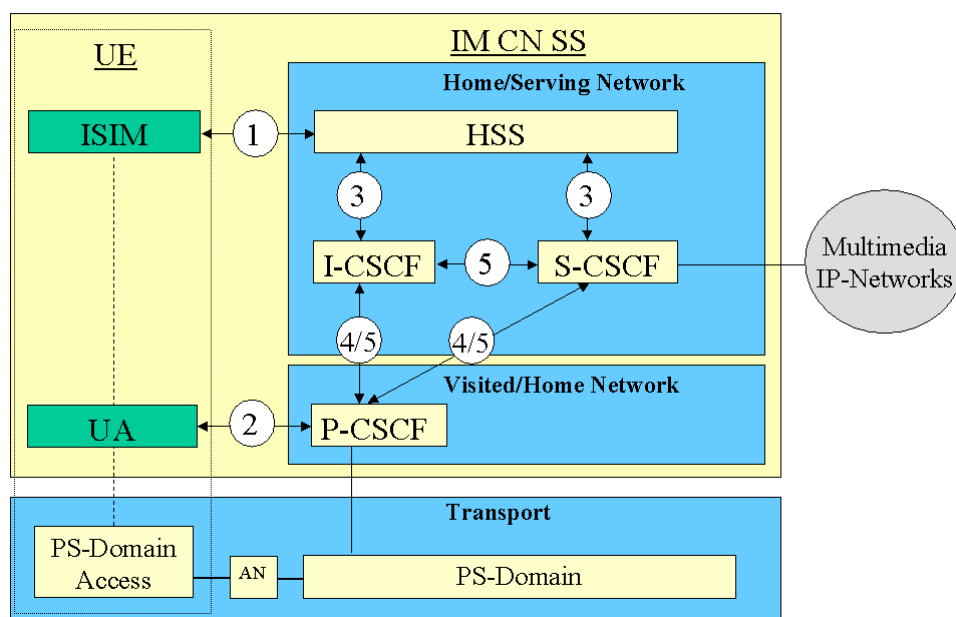 UE
IM CN SS
Home/Serving Network
ISIM
1
HSS
3
3
I-CSCF
5
S-CSCF
Multimedia
IP-Networks
4/5
4/5
Visited/Home Network
UA
2
P-CSCF
Transport
PS-Domain
Access
AN
PS-Domain